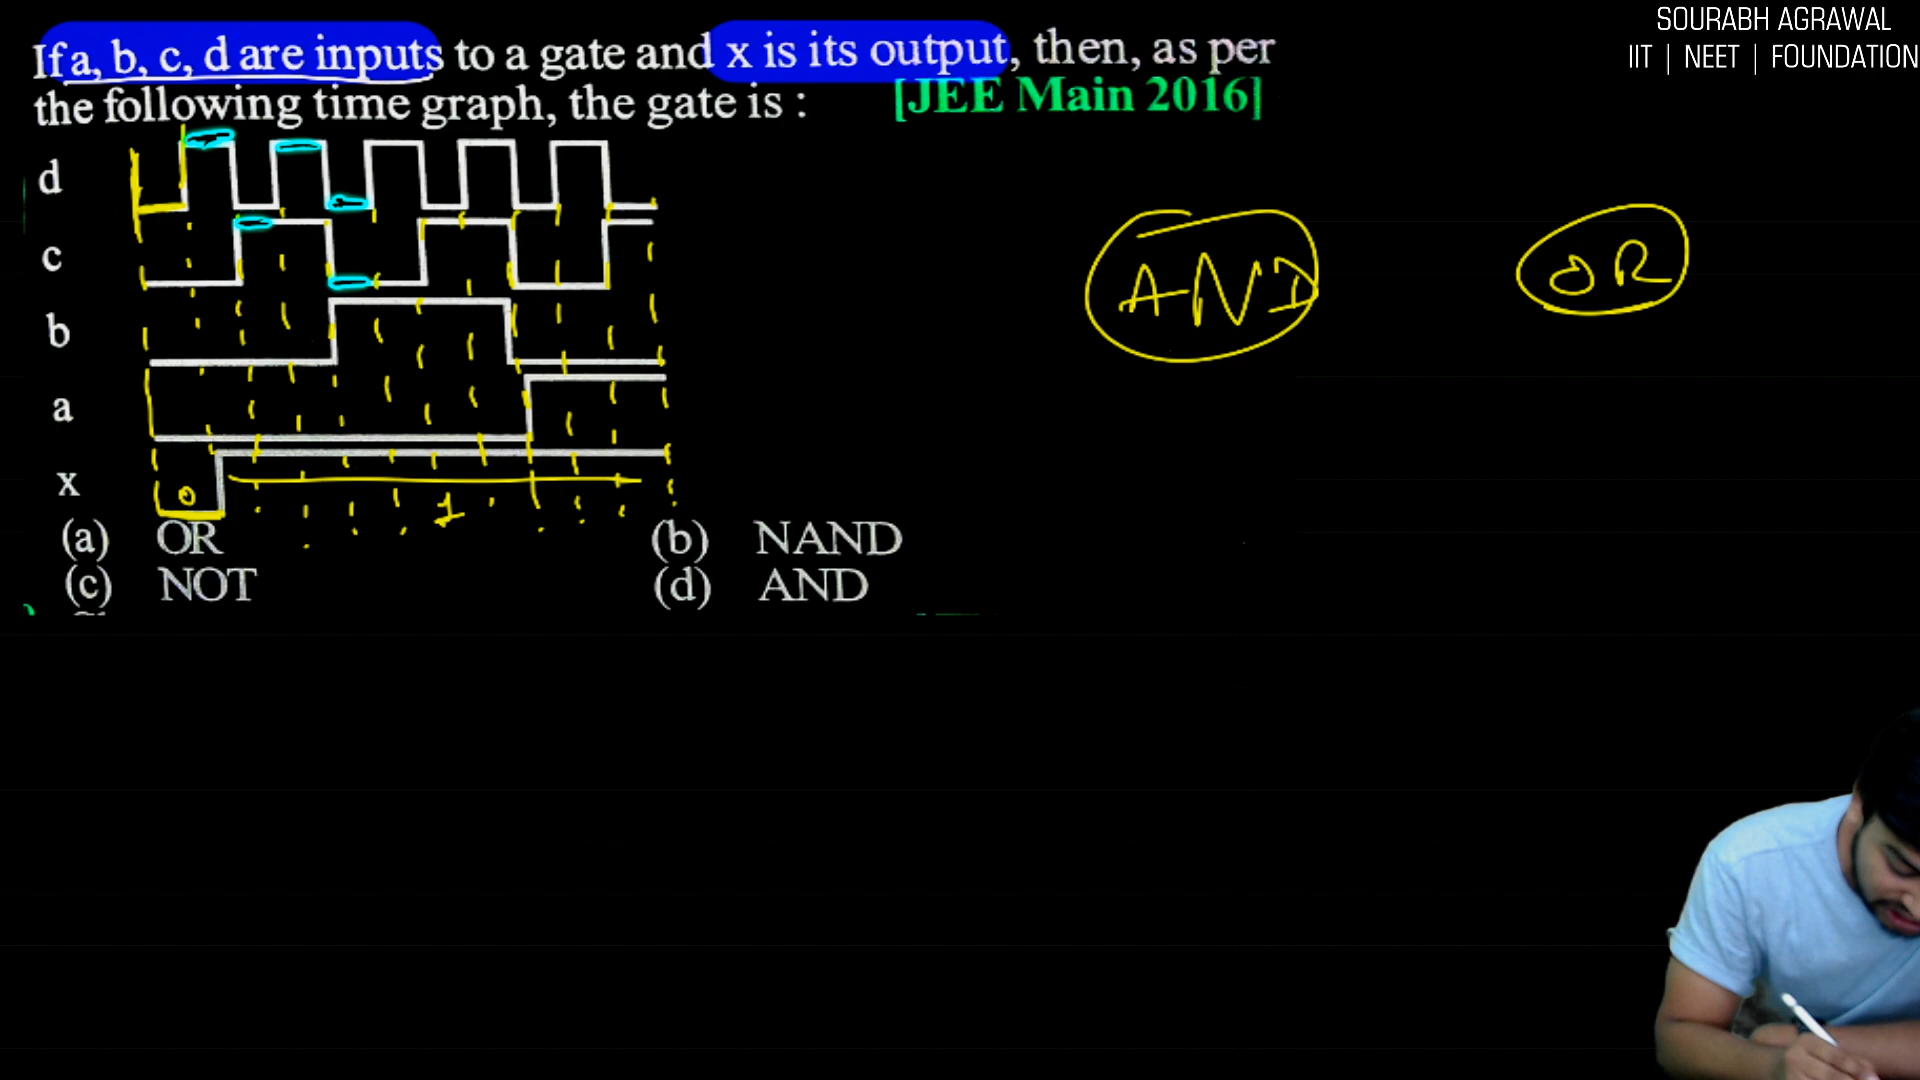 SOURABH AGRAWAL
IIT | NEET | FOUNDATION
If a, b, c, d are inputs to a gate and x is its output, then, as per
the following time graph, the gate is : [JEE Main 2016]
d
c
b
a
x
0
1
AND
OR
(a) OR
(b) NAND
(c) NOT
(d) AND